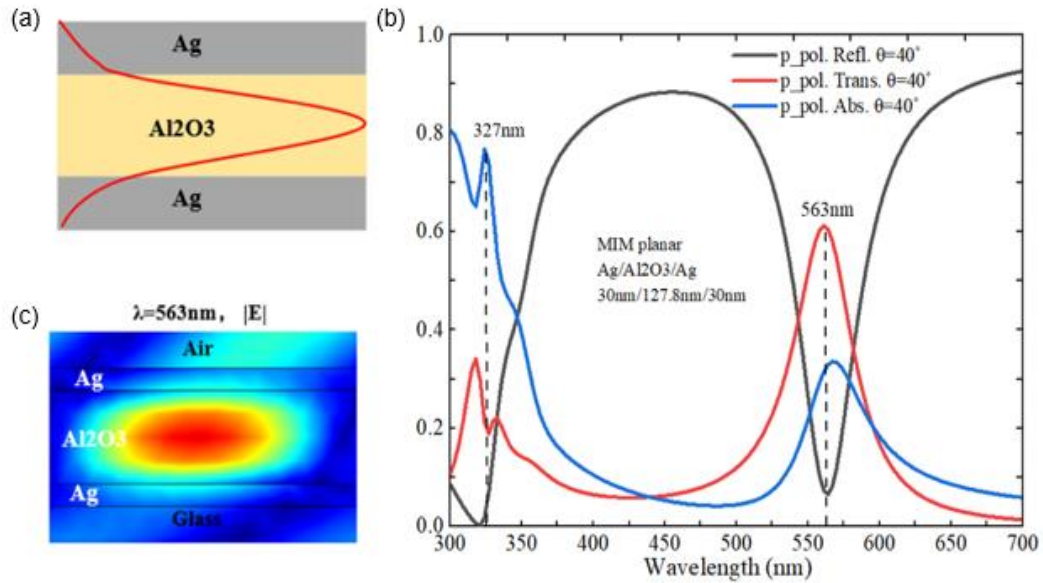 (a)
Ag
Al2O3
Ag
(b)
1.0
0.8
0.6
0.4
0.2
0.0
p_pol. Refl. θ=40°
p_pol. Trans. θ=40°
p_pol. Abs. θ=40°
327nm
563nm
MIM planar
Ag/Al2O3/Ag
30nm/127.8nm/30nm
300 350 400 450 500 550 600 650 700
Wavelength (nm)
(c)
λ=563nm, |E|
Air
Ag
Al2O3
Ag
Glass